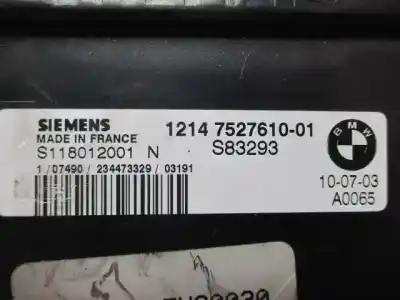 SIEMENS
MADE IN FRANCE
S118012001 N
1214 7527610-01
S83293
BMW
10-07-03
A0065
1/07490/234473329/03191